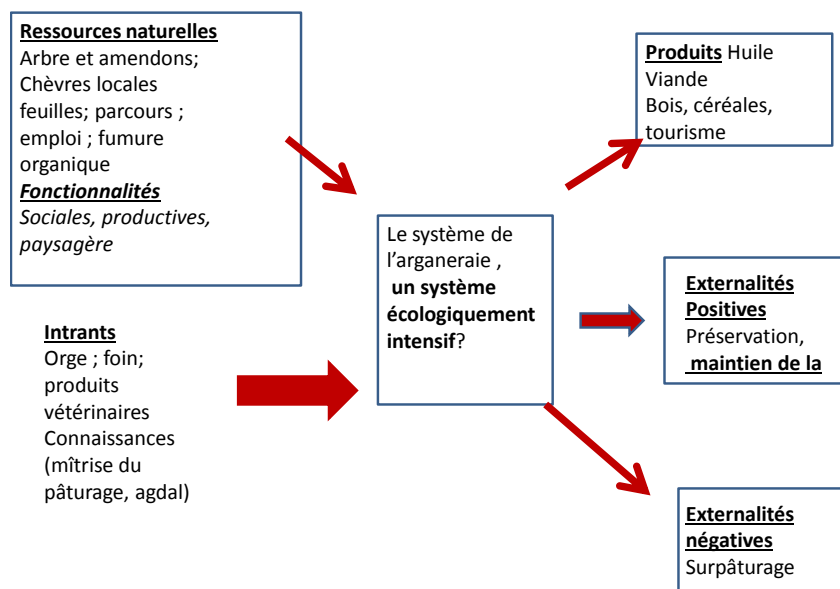 Ressources naturelles
Arbre et amendons;
Chèvres locales
feuilles; parcours ;
emploi ; fumure
organique
Fonctionnalités
Sociales, productives,
paysagère
Intrants
Orge ; foin;
produits
vétérinaires
Connaissances
(mîtrise du
pâturage, agdal)
Le système de
l’arganeraie ,
un système
écologiquement
intensif?
Produits Huile
Viande
Bois, céréales,
tourisme
Externalités
Positives
Préservation,
maintien de la
Externalités
négatives
Surpâturage